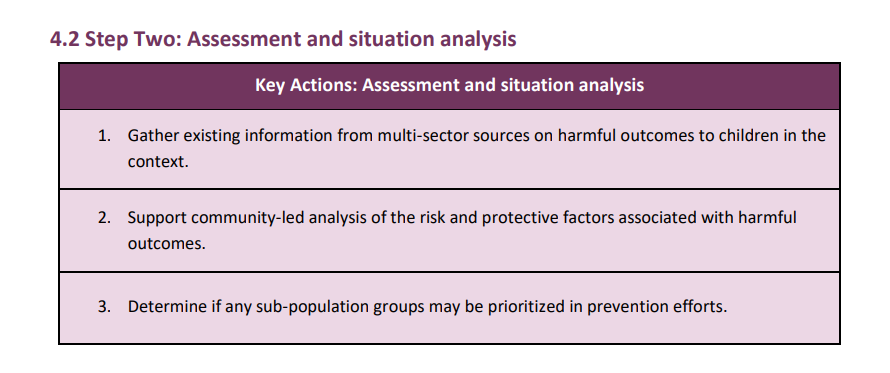 4.2 Step Two: Assessment and situation analysis
Key Actions: Assessment and situation analysis
1. Gather existing information from multi-sector sources on harmful outcomes to children in the
context.
2. Support community-led analysis of the risk and protective factors associated with harmful
outcomes.
3. Determine if any sub-population groups may be prioritized in prevention efforts.